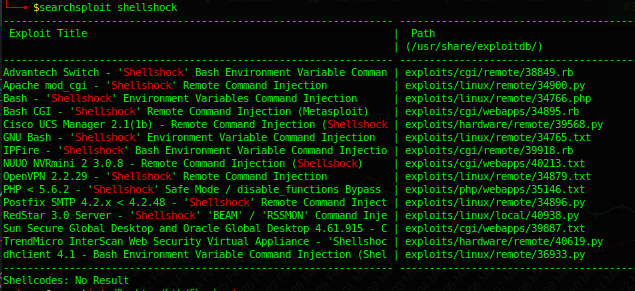 $searchsploit shellshock
Exploit Title | Path
| (/usr/share/exploitdb/)
Advantech Switch - 'Shellshock' Bash Environment Variable Comman | exploits/cgi/remote/38849.rb
Apache mod_cgi - 'Shellshock' Remote Command Injection | exploits/linux/remote/34900.py
Bash - 'Shellshock' Environment Variables Command Injection | exploits/linux/remote/34766.php
Bash CGI - 'Shellshock' Remote Command Injection (Metasploit) | exploits/cgi/webapps/34895.rb
Cisco UCS Manager 2.1(1b) - Remote Command Injection (Shellshock | exploits/hardware/remote/39568.py
GNU Bash - 'Shellshock' Environment Variable Command Injection | exploits/linux/remote/34765.txt
IPFire - 'Shellshock' Bash Environment Variable Command Injectio | exploits/cgi/remote/39918.rb
NUUO NVRmini 2 3.0.8 - Remote Command Injection (Shellshock) | exploits/cgi/webapps/40213.txt
OpenVPN 2.2.29 - 'Shellshock' Remote Command Injection | exploits/linux/remote/34879.txt
PHP < 5.6.2 - 'Shellshock' Safe Mode / disable_functions Bypass | exploits/php/webapps/35146.txt
Postfix SMTP 4.2.x < 4.2.48 - 'Shellshock' Remote Command Inject | exploits/linux/remote/34896.py
RedStar 3.0 Server - 'Shellshock' 'BEAM' / 'RSSMON' Command Inje | exploits/linux/local/40938.py
Sun Secure Global Desktop and Oracle Global Desktop 4.61.915 - C | exploits/cgi/webapps/39887.txt
TrendMicro InterScan Web Security Virtual Appliance - 'Shellshoc | exploits/hardware/remote/40619.py
dhclient 4.1 - Bash Environment Variable Command Injection (Shel | exploits/linux/remote/36933.py
Shellcodes: No Result